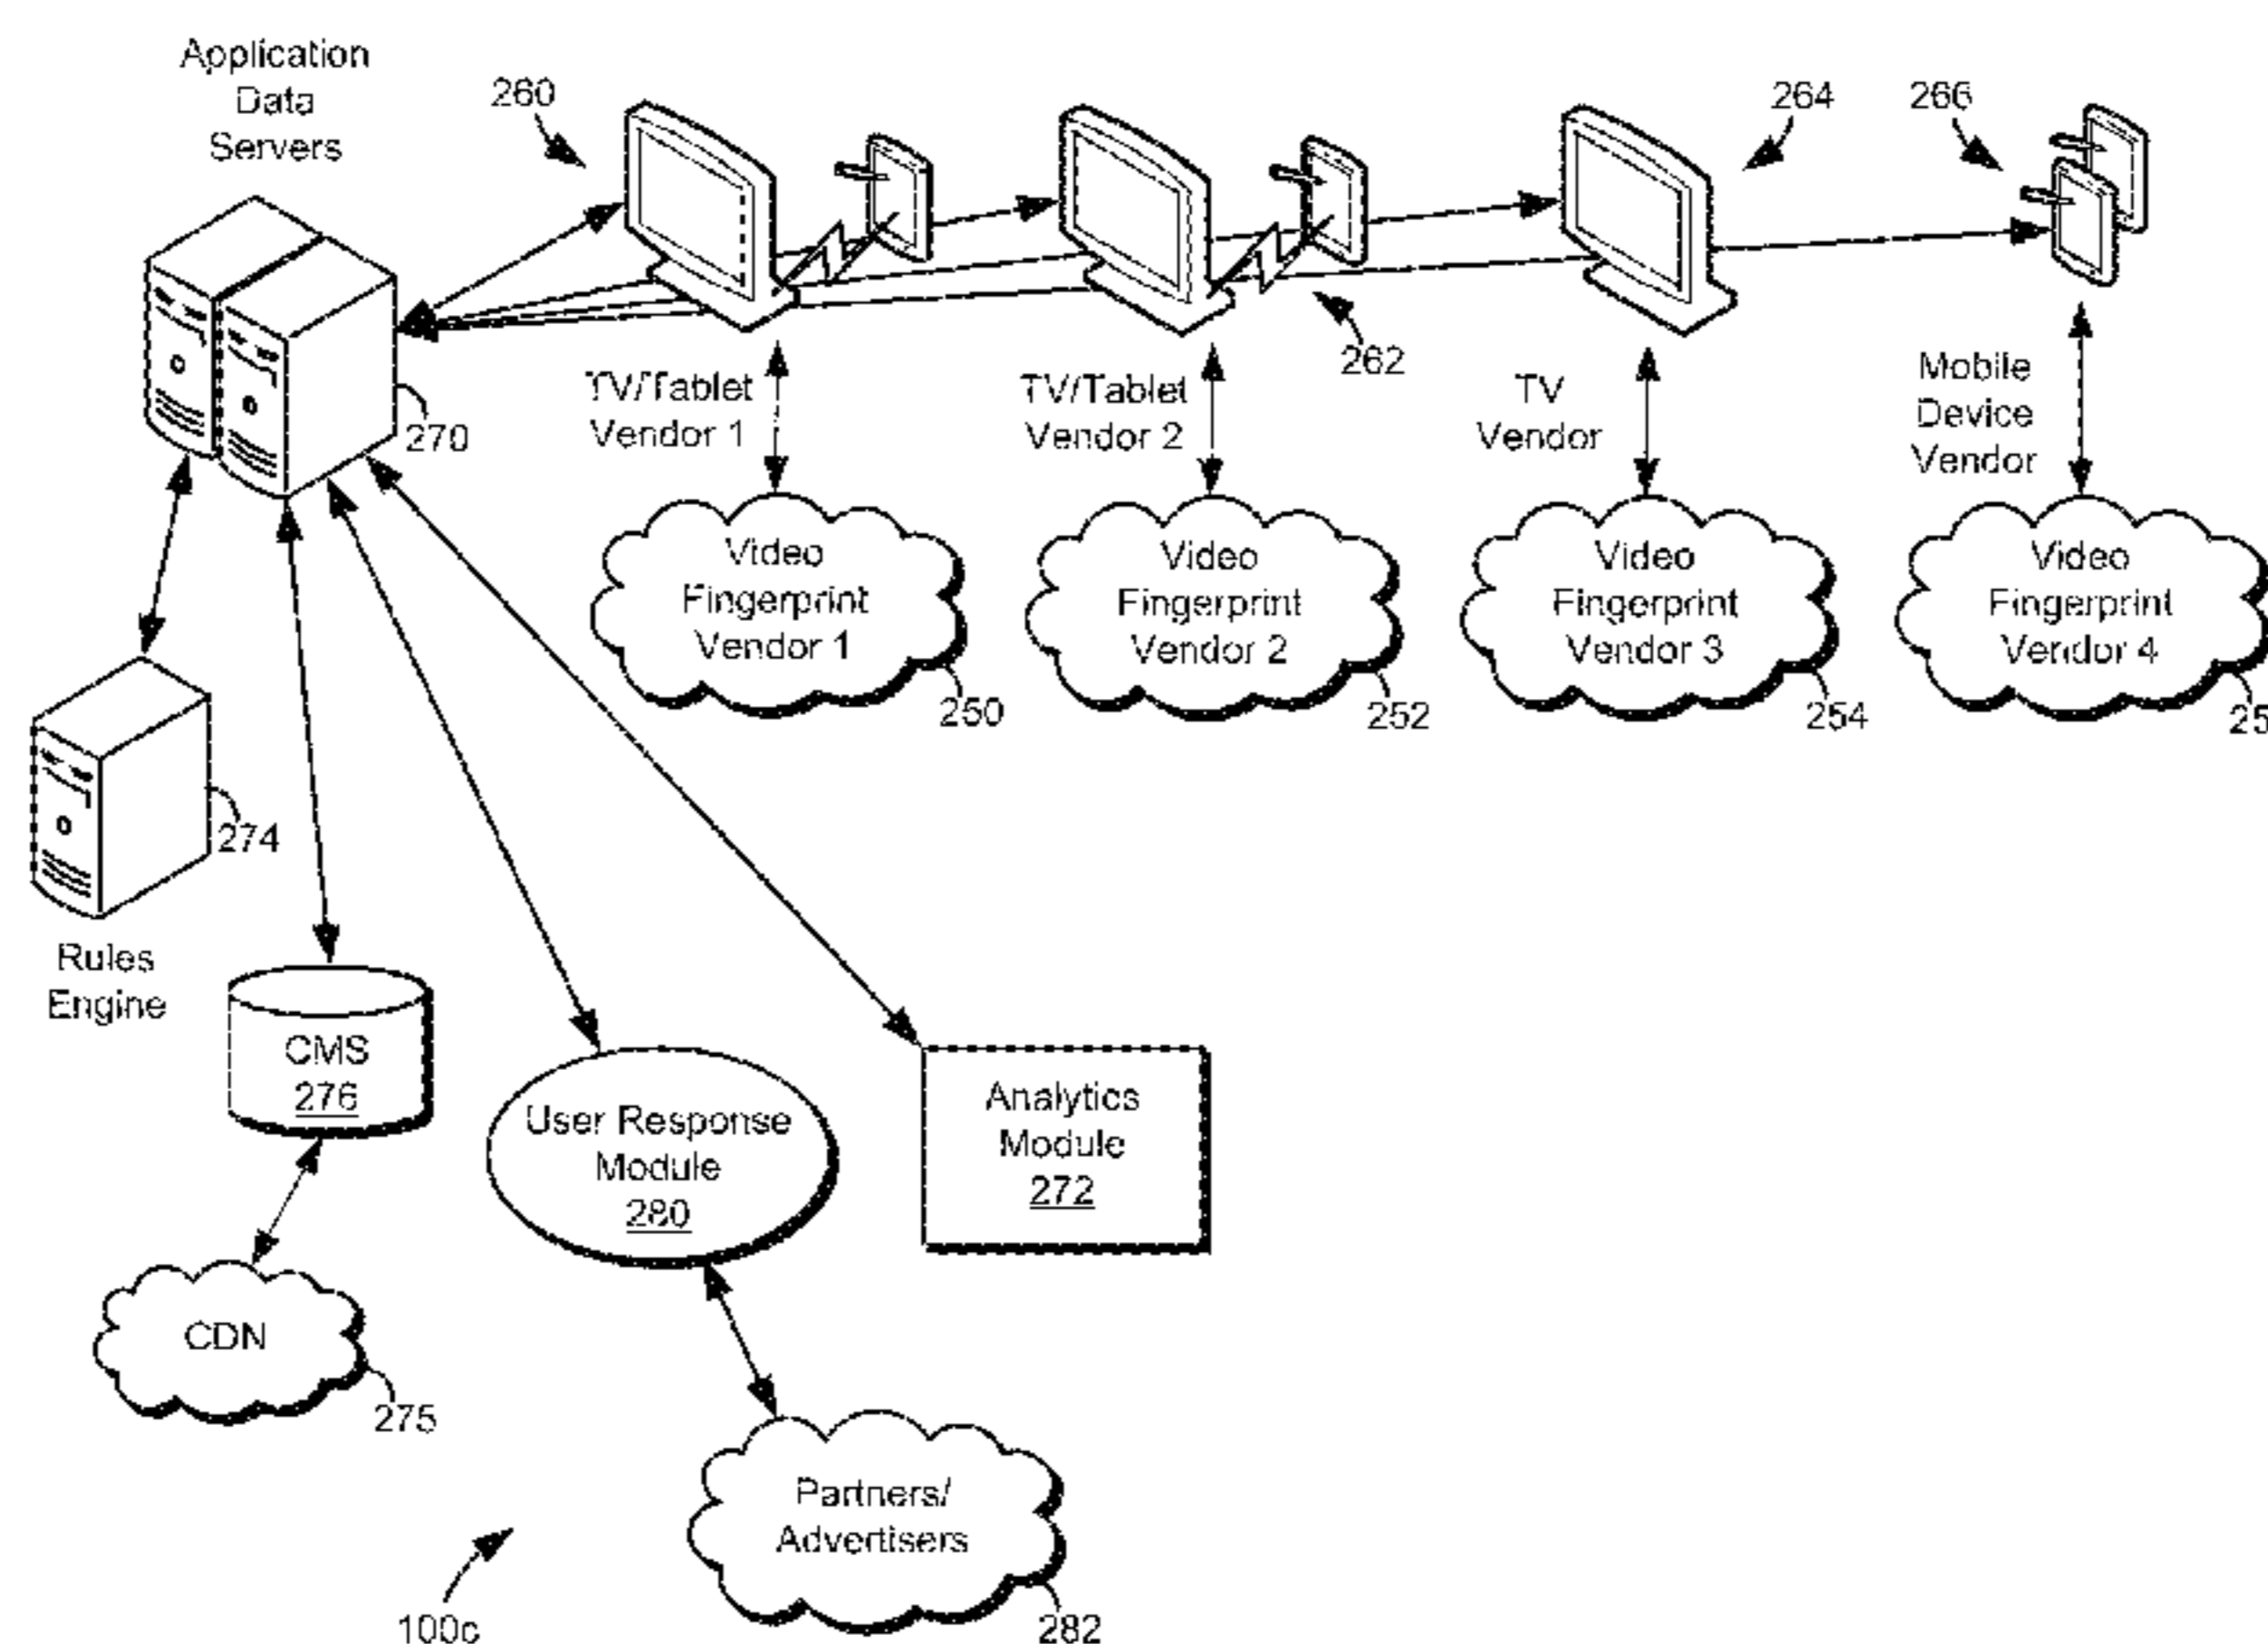 Application
Data
Servers
260
264
266
262
270
TV/Tablet
Vendor 1
TV/Tablet
Vendor 2
TV
Vendor
Mobile
Device
Vendor
Video
Fingerprint
Vendor 1
250
Video
Fingerprint
Vendor 2
252
Video
Fingerprint
Vendor 3
254
Video
Fingerprint
Vendor 4
274
Rules
Engine
CMS
276
User Response
Module
280
Analytics
Module
272
CDN
275
Partners/
Advertisers
282
100c